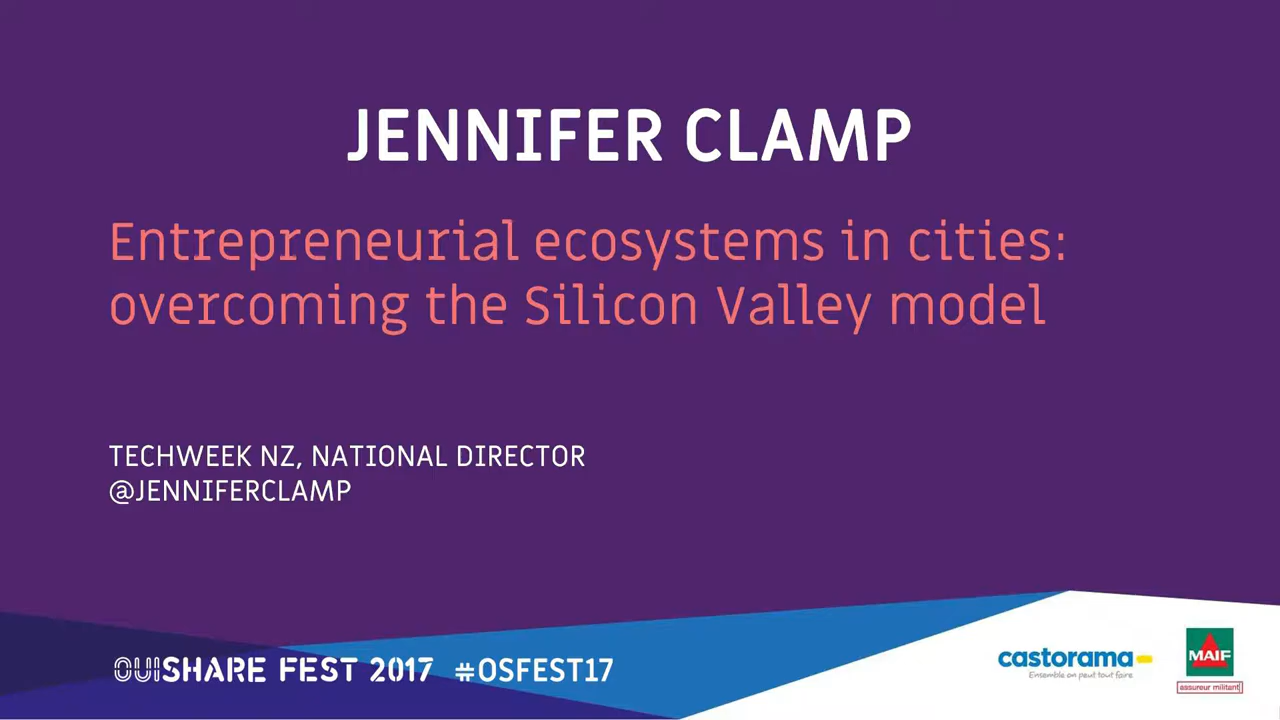 JENNIFER CLAMP
Entrepreneurial ecosystems in cities:
overcoming the Silicon Valley model
TECHWEEK NZ, NATIONAL DIRECTOR
@JENNIFERCLAMP
OUISHARE FEST 2017 #OSFEST17
castorama
Ensemble on peut tout faire
MAIF
assureur militant